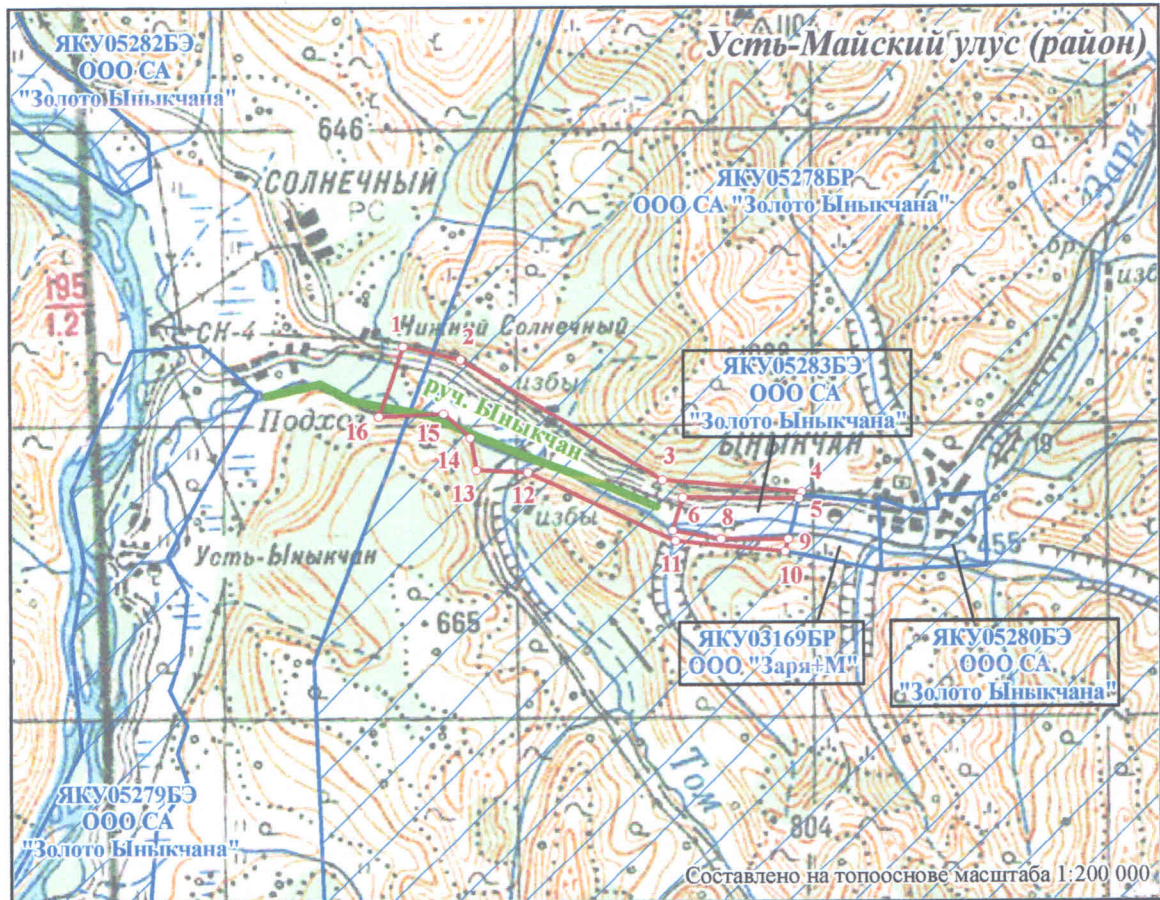 Усть-Майский улус (район)
ЯКУ05282БЭ
ООО СА
"Золото Ыныкчана"
646
СОЛНЕЧНЫЙ
РС
ЯКУ05278БР
ООО СА "Золото Ыныкчана"
Заря
бр
195
1.2
СН-4
Нижний Солнечный
1
2
избы
руч. Ыныкчан
Подхоз
16
15
14
13
12
избы
ЯКУ05283БЭ
ООО СА
"Золото Ыныкчана"
ЫНЫКЧАН
3
4
5
6
8
9
10
11
Усть-Ыныкчан
665
ЯКУ03169БР
ООО "Заря+М"
ЯКУ05280БЭ
ООО СА
"Золото Ыныкчана"
Том
ЯКУ05279БЭ
ООО СА
"Золото Ыныкчана"
804
Составлено на топооснове масштаба 1:200 000